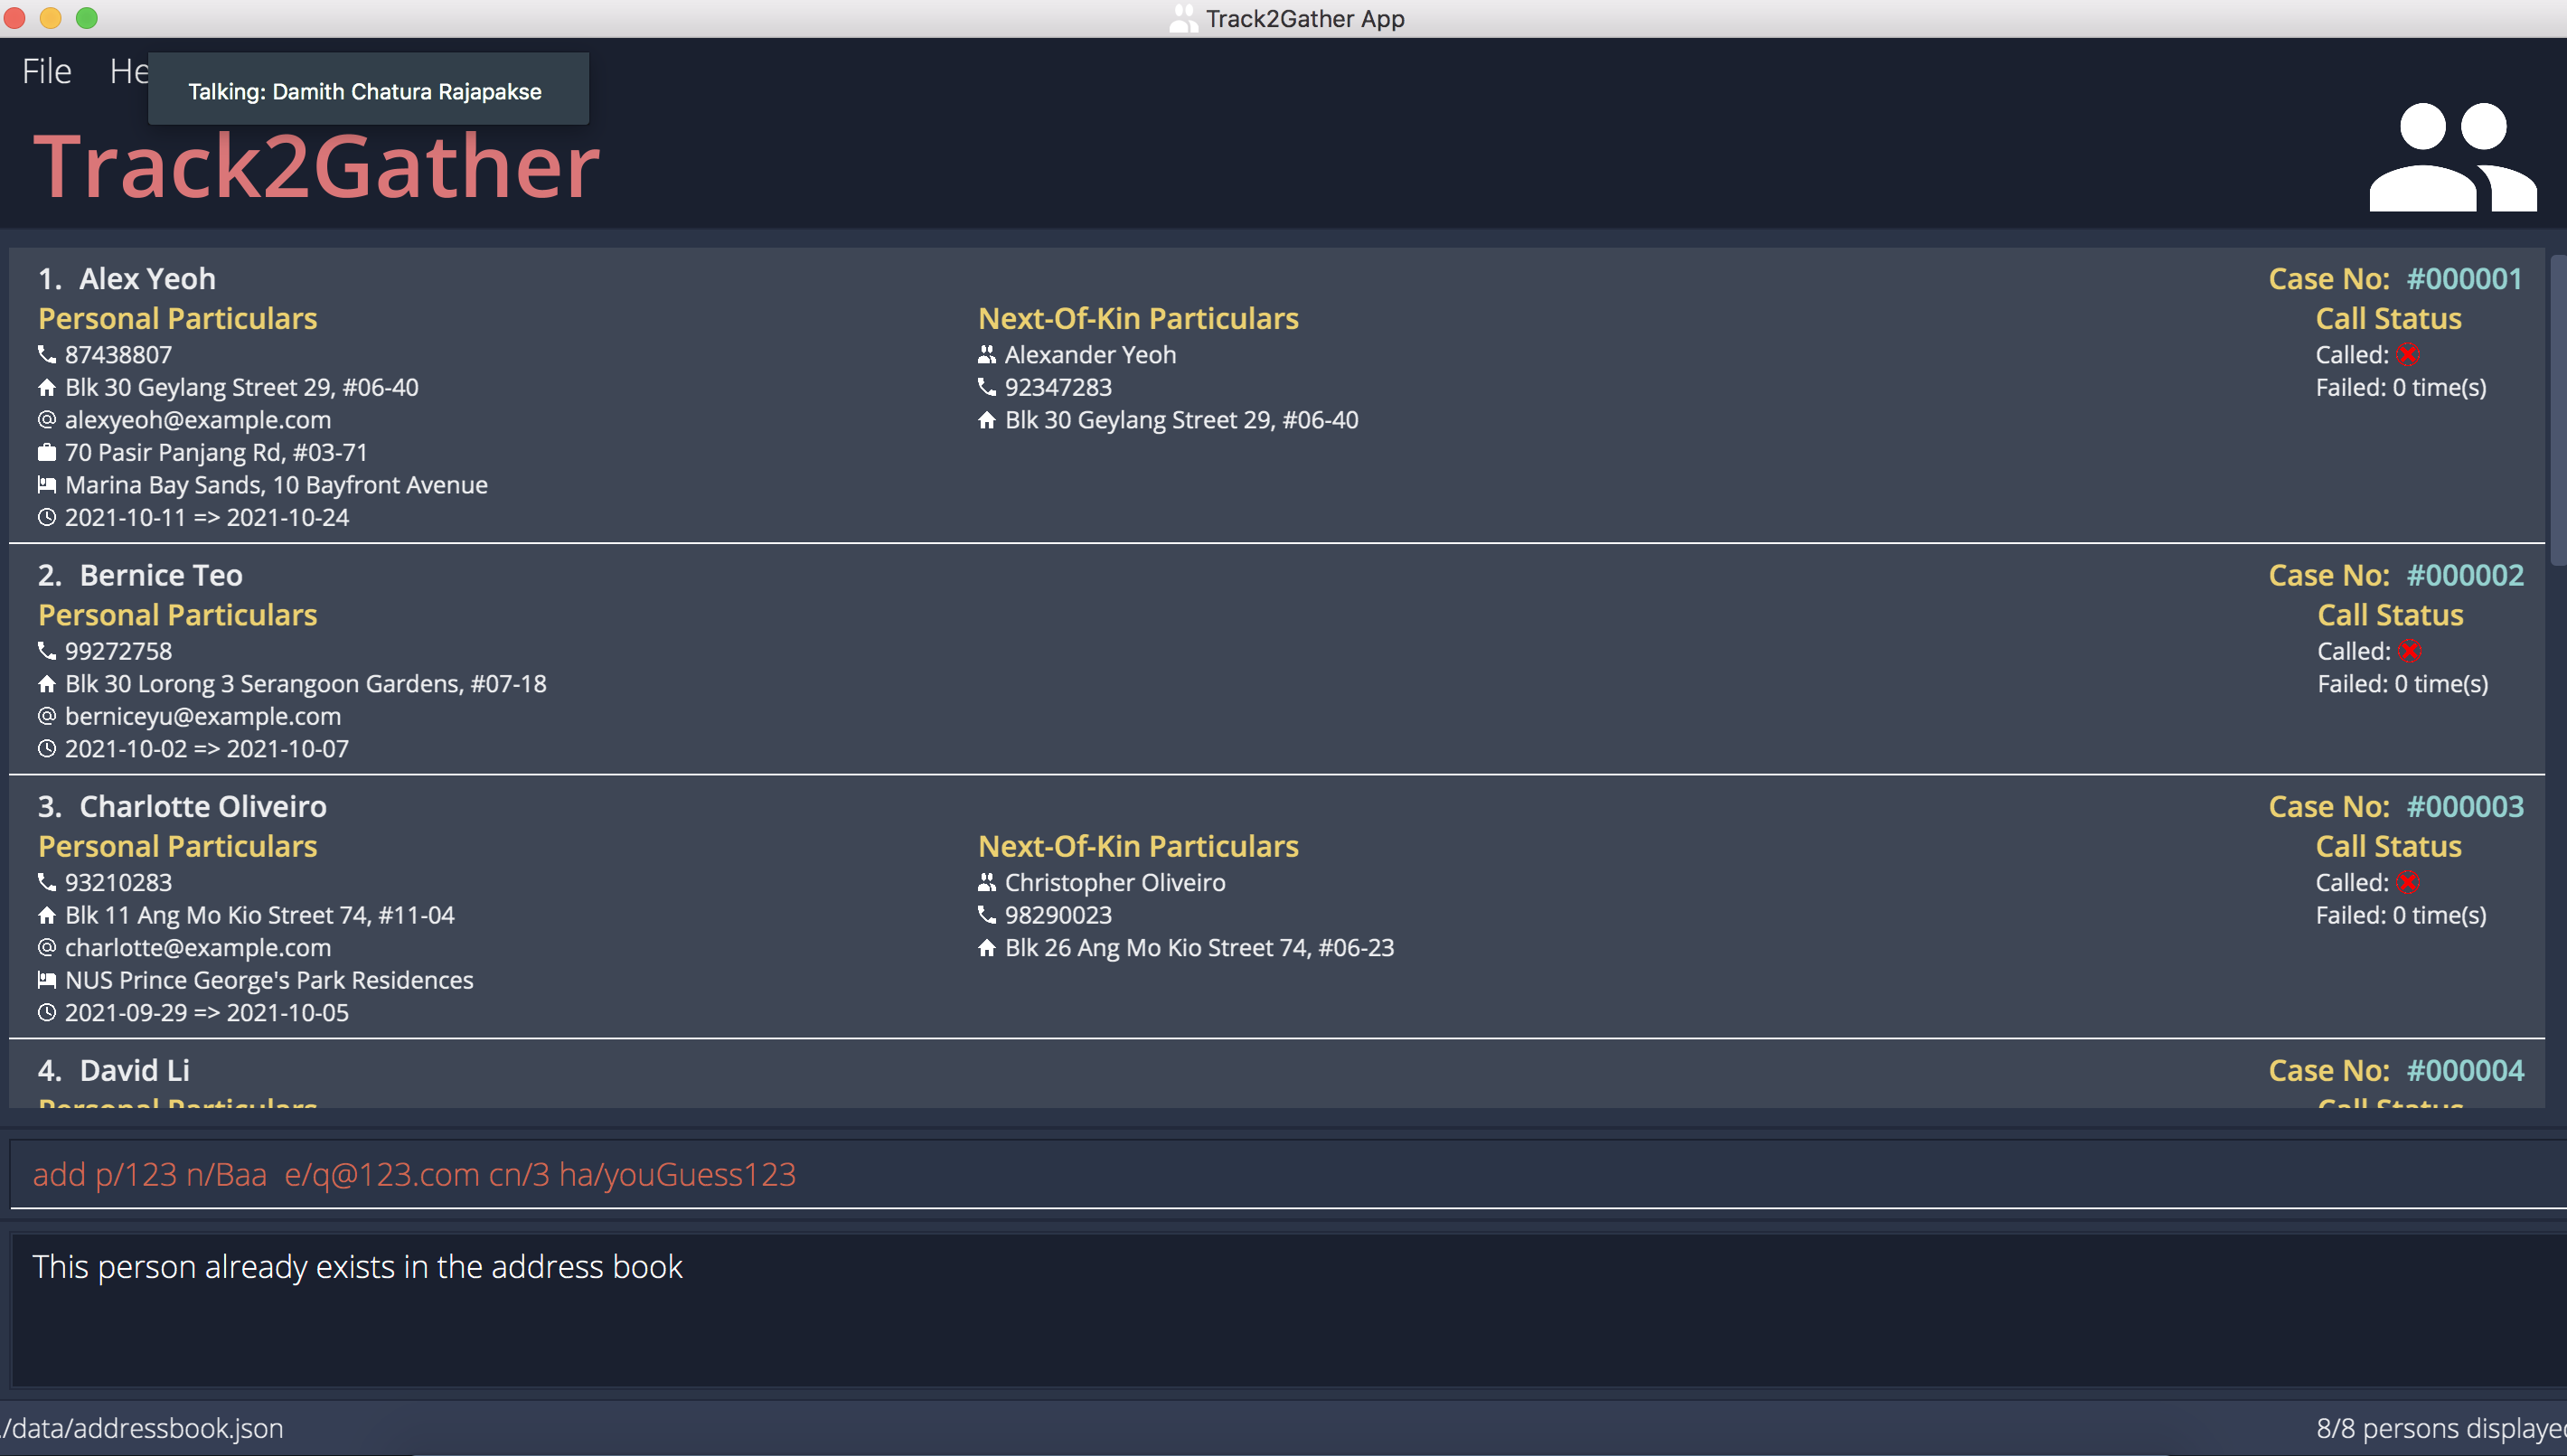 Track2Gather App
File He
Talking: Damith Chatura Rajapakse
Track2Gather
1. Alex Yeoh Case No: #000001
Personal Particulars Next-Of-Kin Particulars Call Status
87438807 Alexander Yeoh Called:
Blk 30 Geylang Street 29, #06-40 92347283 Failed: 0 time(s)
@ alexyeoh@example.com Blk 30 Geylang Street 29, #06-40
70 Pasir Panjang Rd, #03-71
Marina Bay Sands, 10 Bayfront Avenue
2021-10-11 => 2021-10-24
2. Bernice Teo Case No: #000002
Personal Particulars Call Status
99272758 Called:
Blk 30 Lorong 3 Serangoon Gardens, #07-18 Failed: 0 time(s)
@ berniceyu@example.com
2021-10-02 => 2021-10-07
3. Charlotte Oliveiro Case No: #000003
Personal Particulars Next-Of-Kin Particulars Call Status
93210283 Christopher Oliveiro Called:
Blk 11 Ang Mo Kio Street 74, #11-04 98290023 Failed: 0 time(s)
@ charlotte@example.com Blk 26 Ang Mo Kio Street 74, #06-23
NUS Prince George's Park Residences
2021-09-29 => 2021-10-05
4. David Li Case No: #000004
Personal Particulars Call Status
add p/123 n/Baa  e/q@123.com cn/3 ha/youGuess123
This person already exists in the address book
./data/addressbook.json 8/8 persons displaye